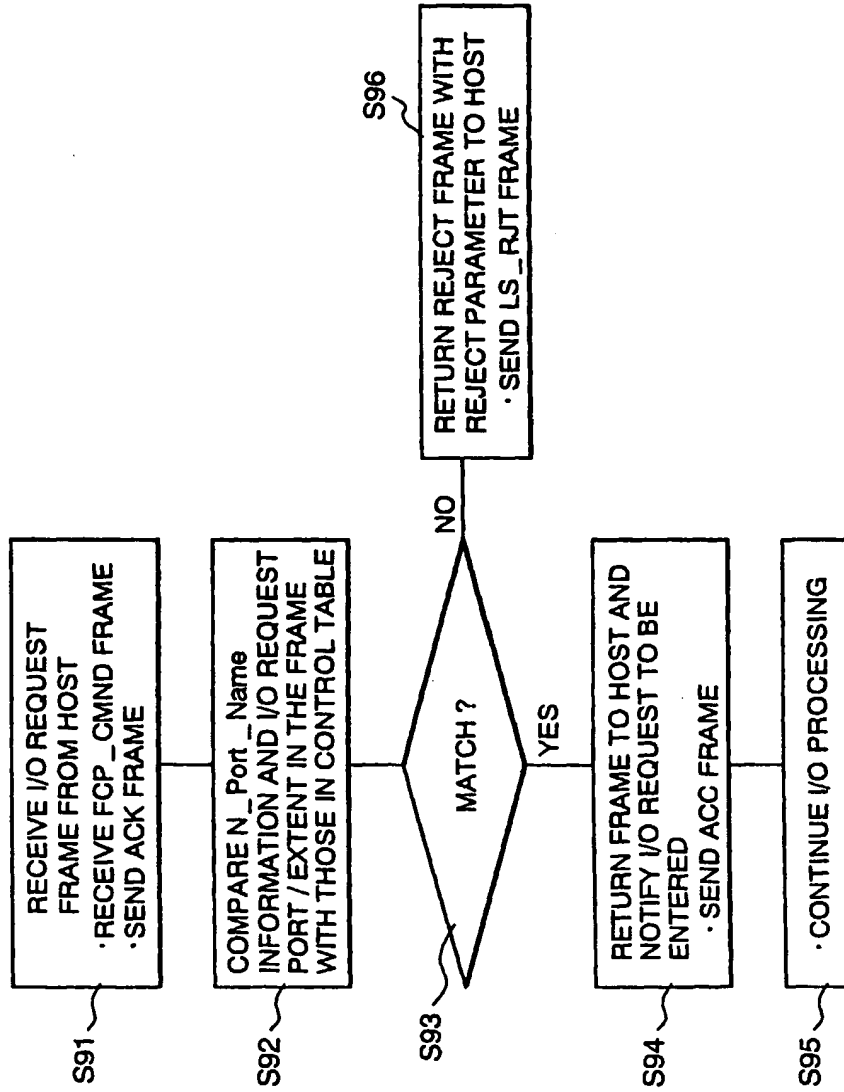 S91
RECEIVE I/O REQUEST
FRAME FROM HOST
·RECEIVE FCP_CMND FRAME
·SEND ACK FRAME
S92
COMPARE N_Port_Name
INFORMATION AND I/O REQUEST
PORT / EXTENT IN THE FRAME
WITH THOSE IN CONTROL TABLE
S93
MATCH ?
NO
YES
S96
RETURN REJECT FRAME WITH
REJECT PARAMETER TO HOST
·SEND LS_RJT FRAME
S94
RETURN FRAME TO HOST AND
NOTIFY I/O REQUEST TO BE
ENTERED
·SEND ACC FRAME
S95
·CONTINUE I/O PROCESSING